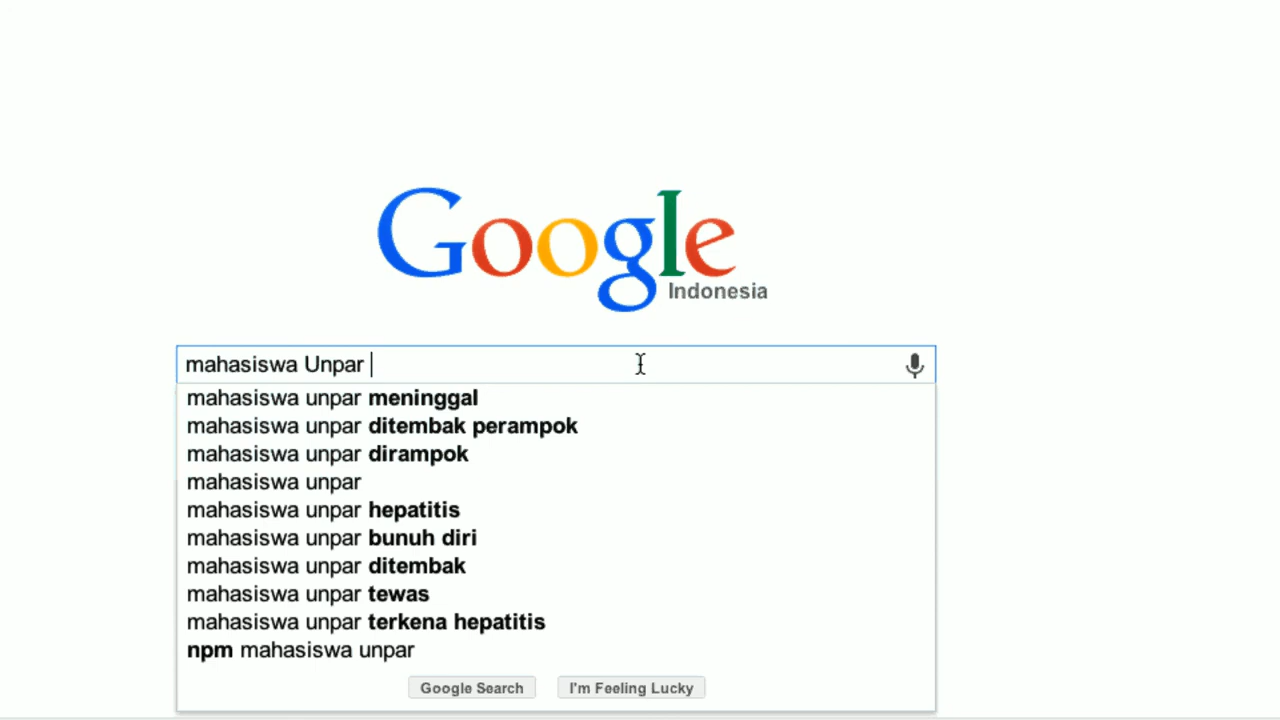 Google
Indonesia
mahasiswa Unpar
mahasiswa unpar meninggal
mahasiswa unpar ditembak perampok
mahasiswa unpar dirampok
mahasiswa unpar
mahasiswa unpar hepatitis
mahasiswa unpar bunuh diri
mahasiswa unpar ditembak
mahasiswa unpar tewas
mahasiswa unpar terkena hepatitis
npm mahasiswa unpar
Google Search I'm Feeling Lucky